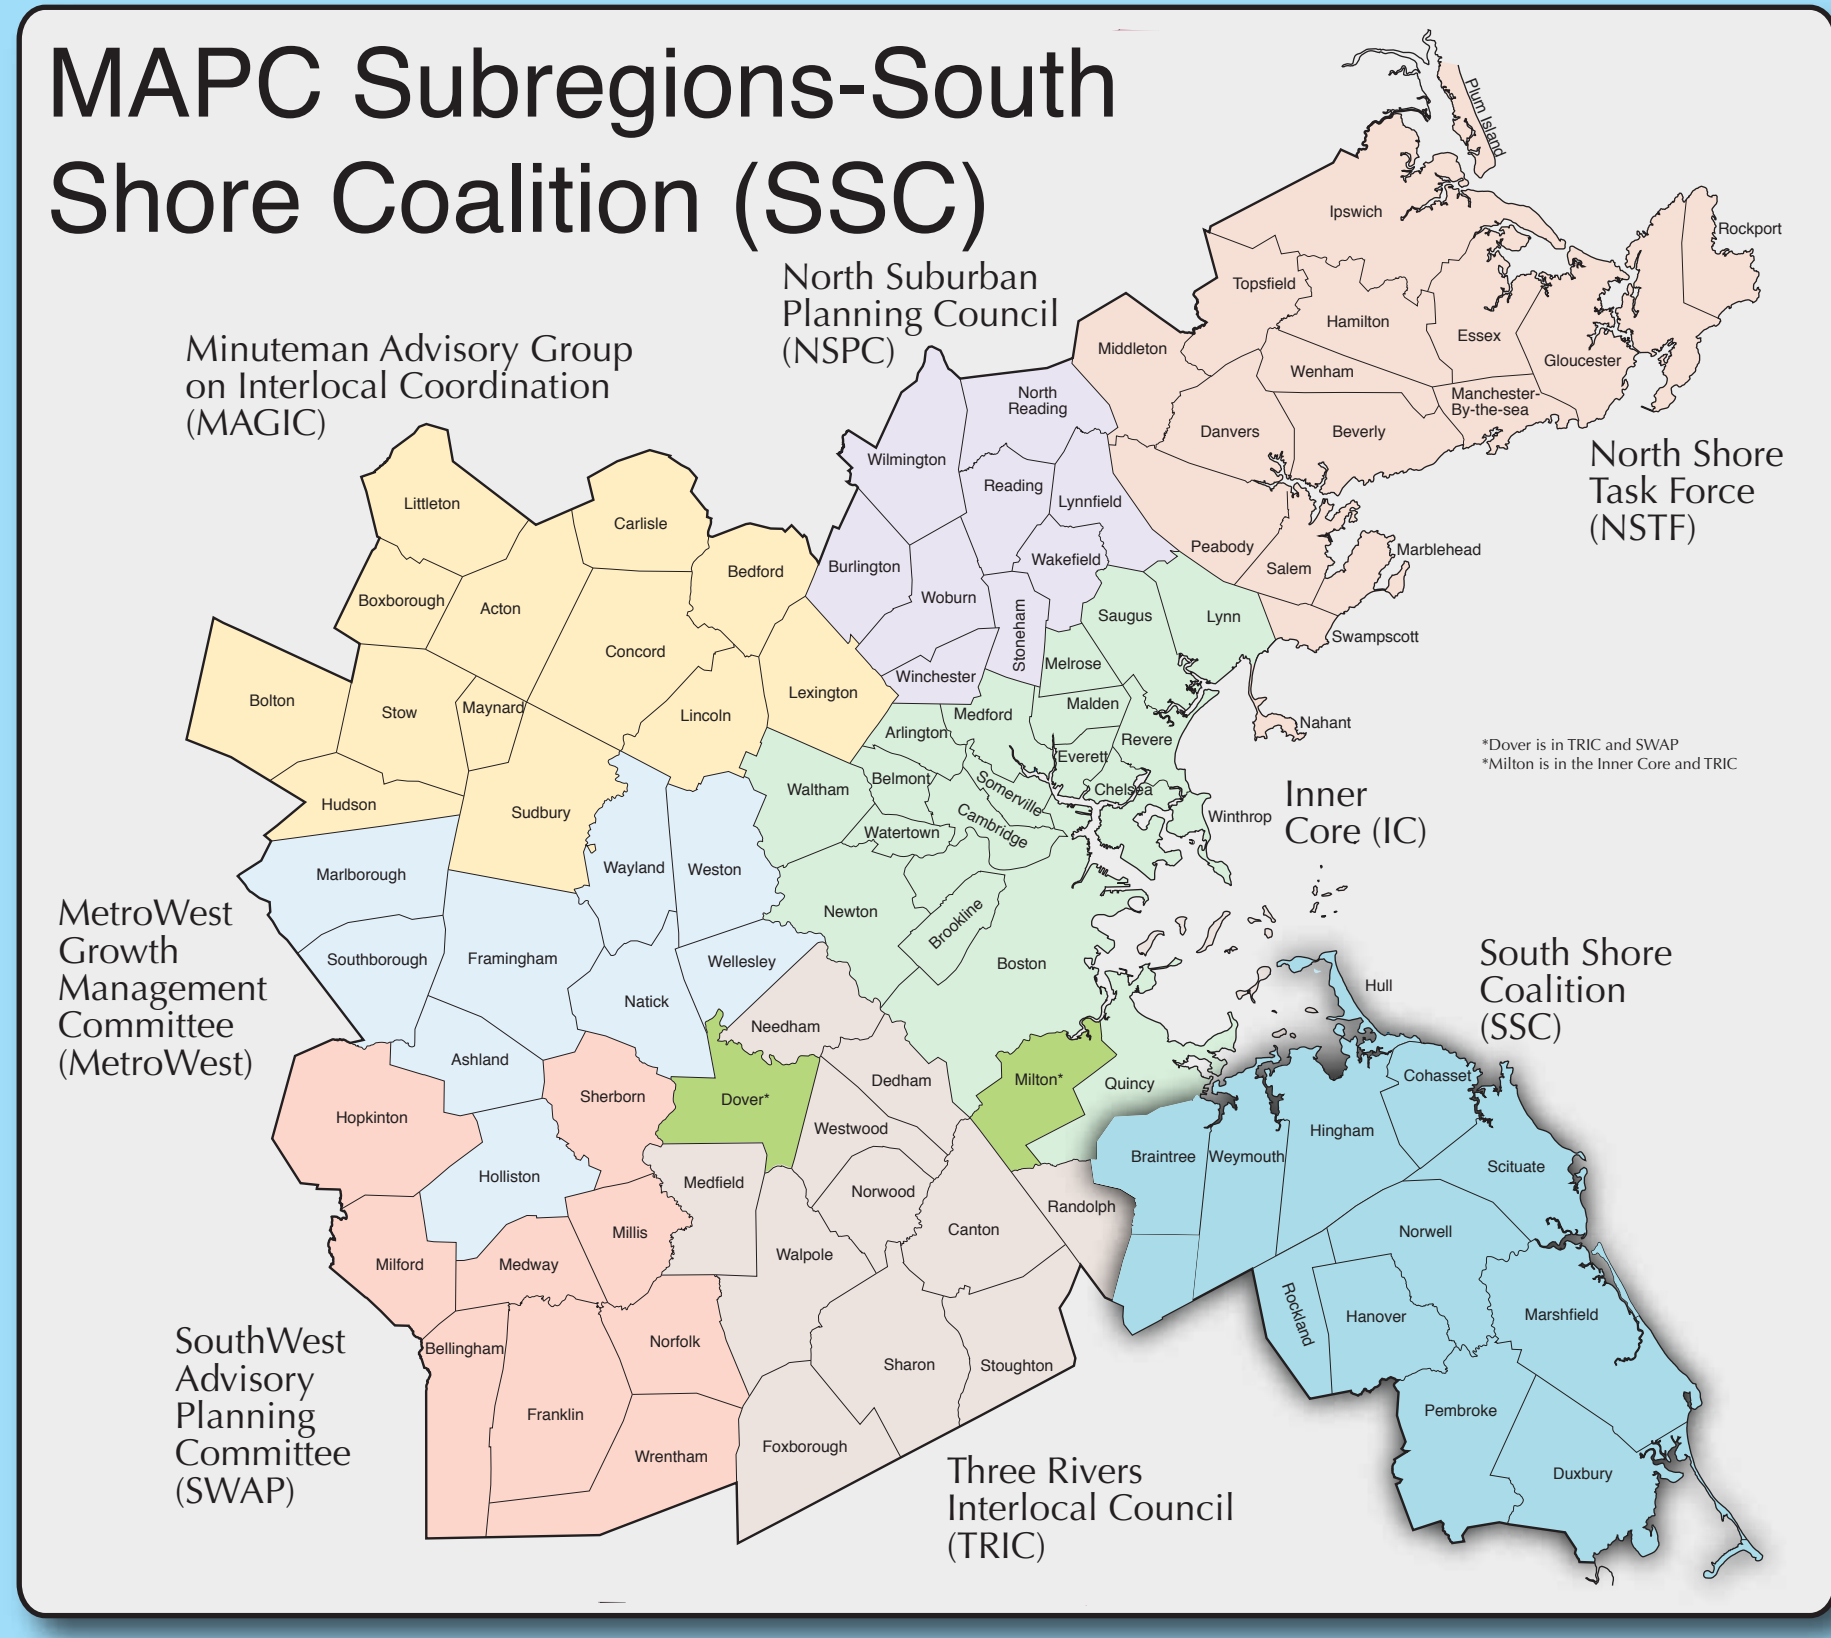 MAPC Subregions-South
Shore Coalition (SSC)
Plum Island
Ipswich
Rockport
North Suburban
Planning Council
(NSPC)
Topsfield
Hamilton
Essex
Gloucester
Middleton
Wenham
Manchester-
By-the-sea
Danvers
Beverly
North Shore
Task Force
(NSTF)
Minuteman Advisory Group
on Interlocal Coordination
(MAGIC)
North
Reading
Wilmington
Reading
Lynnfield
Peabody
Salem
Marblehead
Swampscott
Nahant
Littleton
Carlisle
Bedford
Burlington
Wakefield
Woburn
Stoneham
Winchester
Boxborough
Acton
Concord
Saugus
Lynn
Melrose
Bolton
Stow
Maynard
Lincoln
Lexington
Medford
Malden
Arlington
Revere
Everett
*Dover is in TRIC and SWAP
*Milton is in the Inner Core and TRIC
Hudson
Sudbury
Waltham
Belmont
Somerville
Chelsea
Cambridge
Watertown
Winthrop
Inner
Core (IC)
Marlborough
Wayland
Weston
Newton
Brookline
Boston
MetroWest
Growth
Management
Committee
(MetroWest)
Southborough
Framingham
Natick
Wellesley
Needham
South Shore
Coalition
(SSC)
Hull
Ashland
Sherborn
Dover*
Dedham
Milton*
Quincy
Cohasset
Hopkinton
Holliston
Westwood
Braintree
Weymouth
Hingham
Scituate
Medfield
Norwood
Randolph
Millis
Walpole
Canton
Norwell
Milford
Medway
Rockland
Hanover
Marshfield
SouthWest
Advisory
Planning
Committee
(SWAP)
Bellingham
Norfolk
Sharon
Stoughton
Franklin
Wrentham
Foxborough
Pembroke
Duxbury
Three Rivers
Interlocal Council
(TRIC)